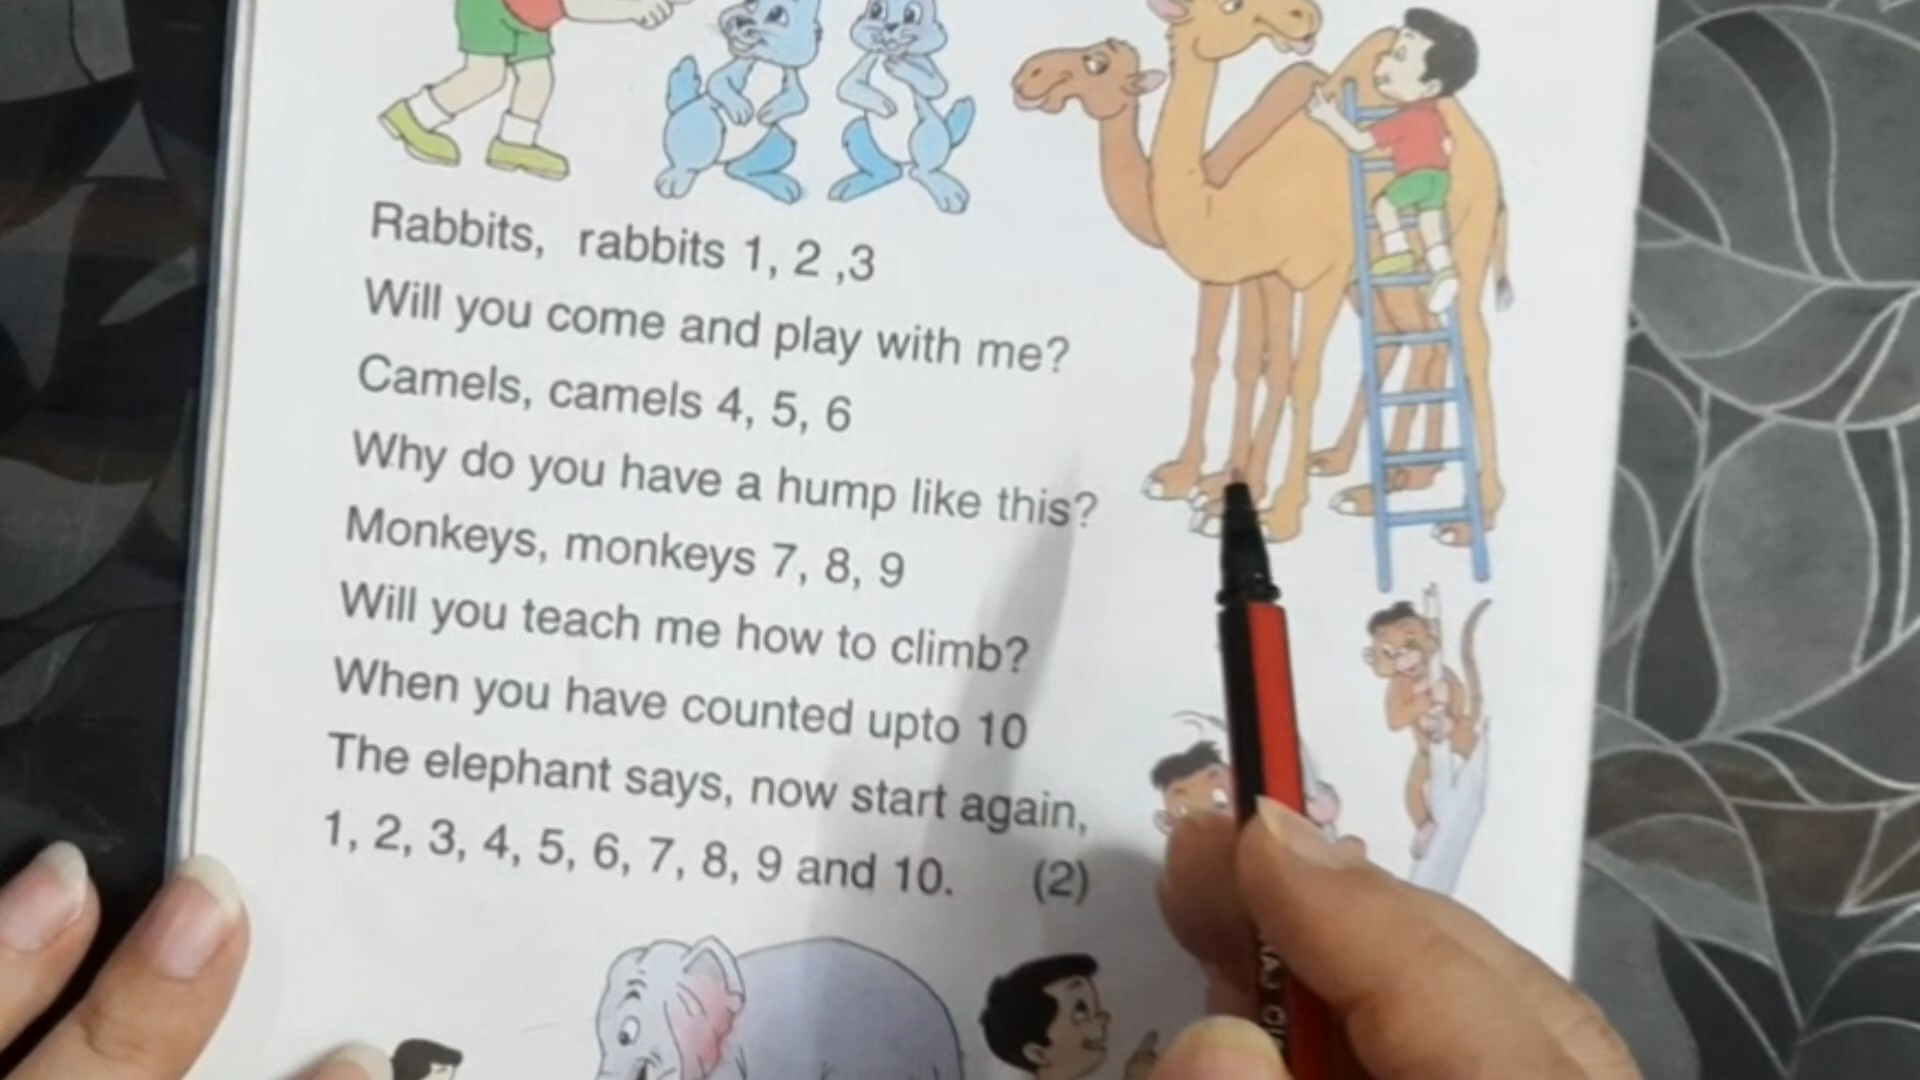 Rabbits, rabbits 1, 2 ,3
Will you come and play with me?
Camels, camels 4, 5, 6
Why do you have a hump like this?
Monkeys, monkeys 7, 8, 9
Will you teach me how to climb?
When you have counted upto 10
The elephant says, now start again,
1, 2, 3, 4, 5, 6, 7, 8, 9 and 10. (2)